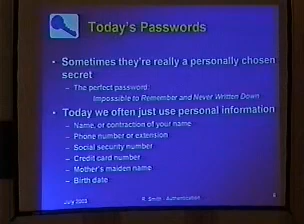 Today's Passwords
• Sometimes they're really a personally chosen
secret
– The perfect password:
Impossible to Remember and Never Written Down
• Today we often just use personal information
– Name, or contraction of your name
– Phone number or extension
– Social security number
– Credit card number
– Mother's maiden name
– Birth date
July 2003 R. Smith - Authentication